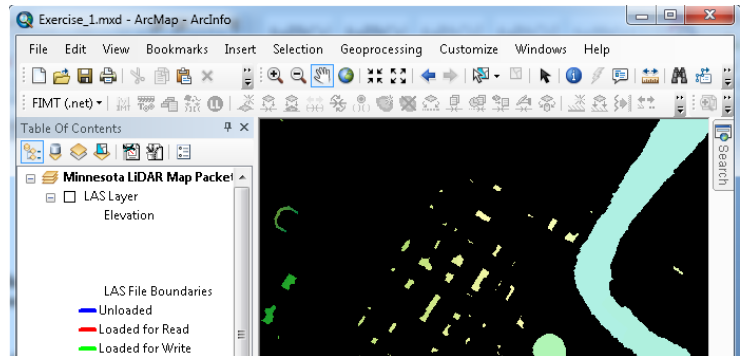 Exercise_1.mxd - ArcMap - ArcInfo
File Edit View Bookmarks Insert Selection Geoprocessing Customize Windows Help
FIMT (.net)
Table Of Contents
Search
Minnesota LiDAR Map Packet
LAS Layer
Elevation
LAS File Boundaries
Unloaded
Loaded for Read
Loaded for Write